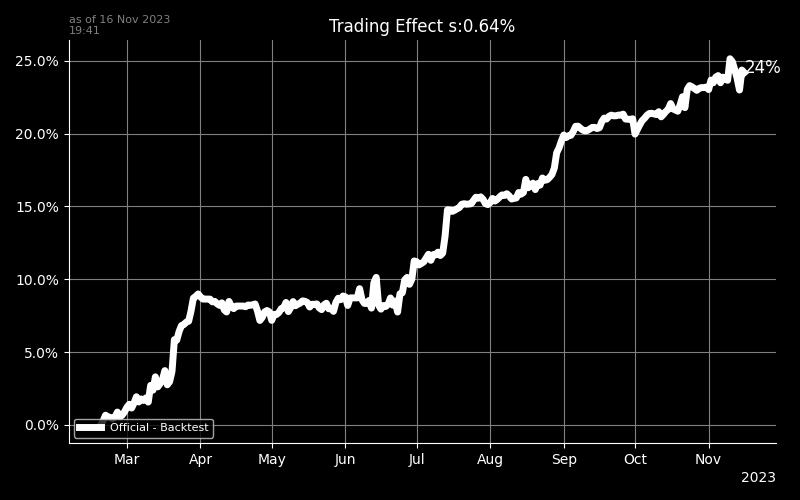 as of 16 Nov 2023
19:41
Trading Effect s:0.64%
25.0%
24%
20.0%
15.0%
10.0%
5.0%
0.0%
Official - Backtest
Mar Apr May Jun Jul Aug Sep Oct Nov
2023